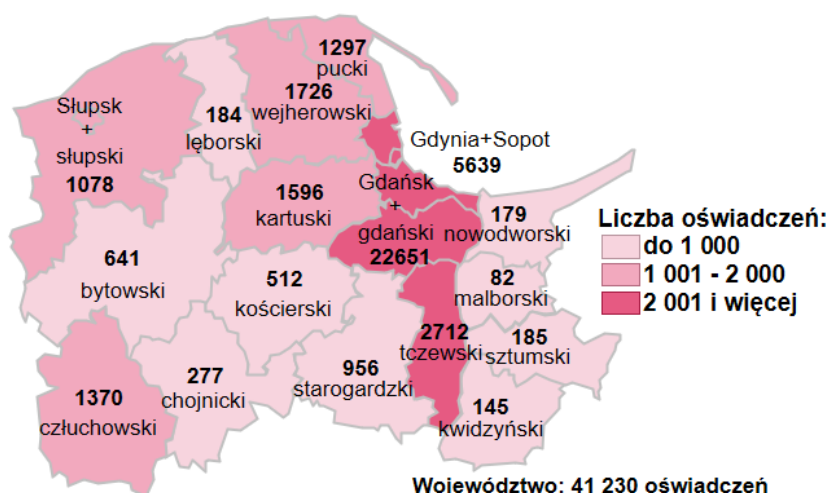 1297
pucki
1726
wejherowski
184
lęborski
Słupsk
+
słupski
1078
Gdynia+Sopot
5639
1596
kartuski
Gdańsk
+
gdański
22651
179
nowodworski
641
bytowski
512
kościerski
82
malborski
2712
tczewski
185
sztumski
956
starogardzki
277
chojnicki
1370
człuchowski
145
kwidzyński
Liczba oświadczeń:
do 1 000
1 001 - 2 000
2 001 i więcej
Województwo: 41 230 oświadczeń